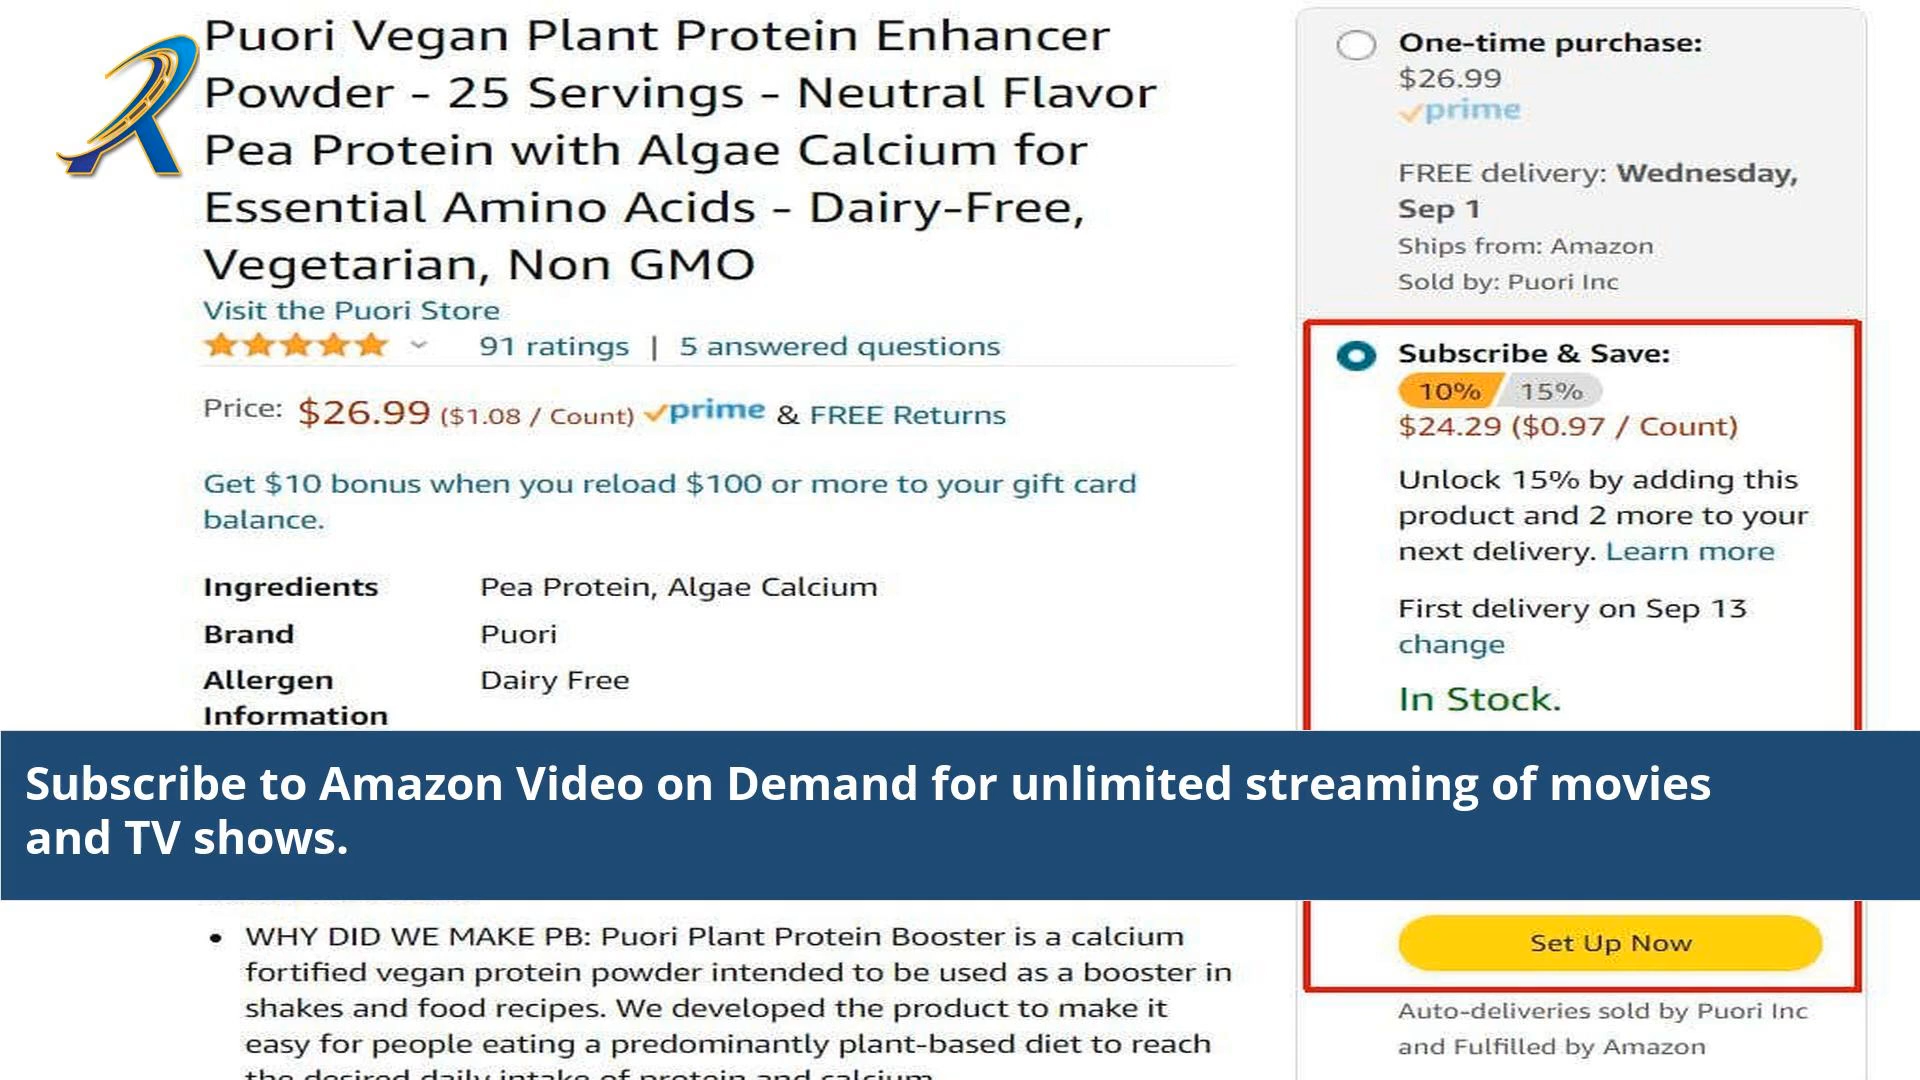 Puori Vegan Plant Protein Enhancer
Powder - 25 Servings - Neutral Flavor
Pea Protein with Algae Calcium for
Essential Amino Acids - Dairy-Free,
Vegetarian, Non GMO
Visit the Puori Store
91 ratings | 5 answered questions
Price: $26.99 ($1.08 / Count) prime & FREE Returns
Get $10 bonus when you reload $100 or more to your gift card
balance.
Ingredients Pea Protein, Algae Calcium
Brand Puori
Allergen Dairy Free
Information
One-time purchase:
$26.99
prime
FREE delivery: Wednesday,
Sep 1
Ships from: Amazon
Sold by: Puori Inc
Subscribe & Save:
10% 15%
$24.29 ($0.97 / Count)
Unlock 15% by adding this
product and 2 more to your
next delivery. Learn more
First delivery on Sep 13
change
In Stock.
Subscribe to Amazon Video on Demand for unlimited streaming of movies
and TV shows.
• WHY DID WE MAKE PB: Puori Plant Protein Booster is a calcium
fortified vegan protein powder intended to be used as a booster in
shakes and food recipes. We developed the product to make it
easy for people eating a predominantly plant-based diet to reach
the desired daily intake of protein and calcium
Set Up Now
Auto-deliveries sold by Puori Inc
and Fulfilled by Amazon